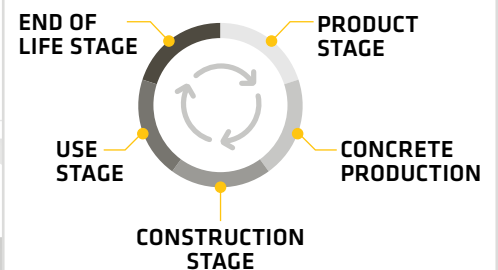 END OF
LIFE STAGE
PRODUCT
STAGE
USE
STAGE
CONCRETE
PRODUCTION
CONSTRUCTION
STAGE